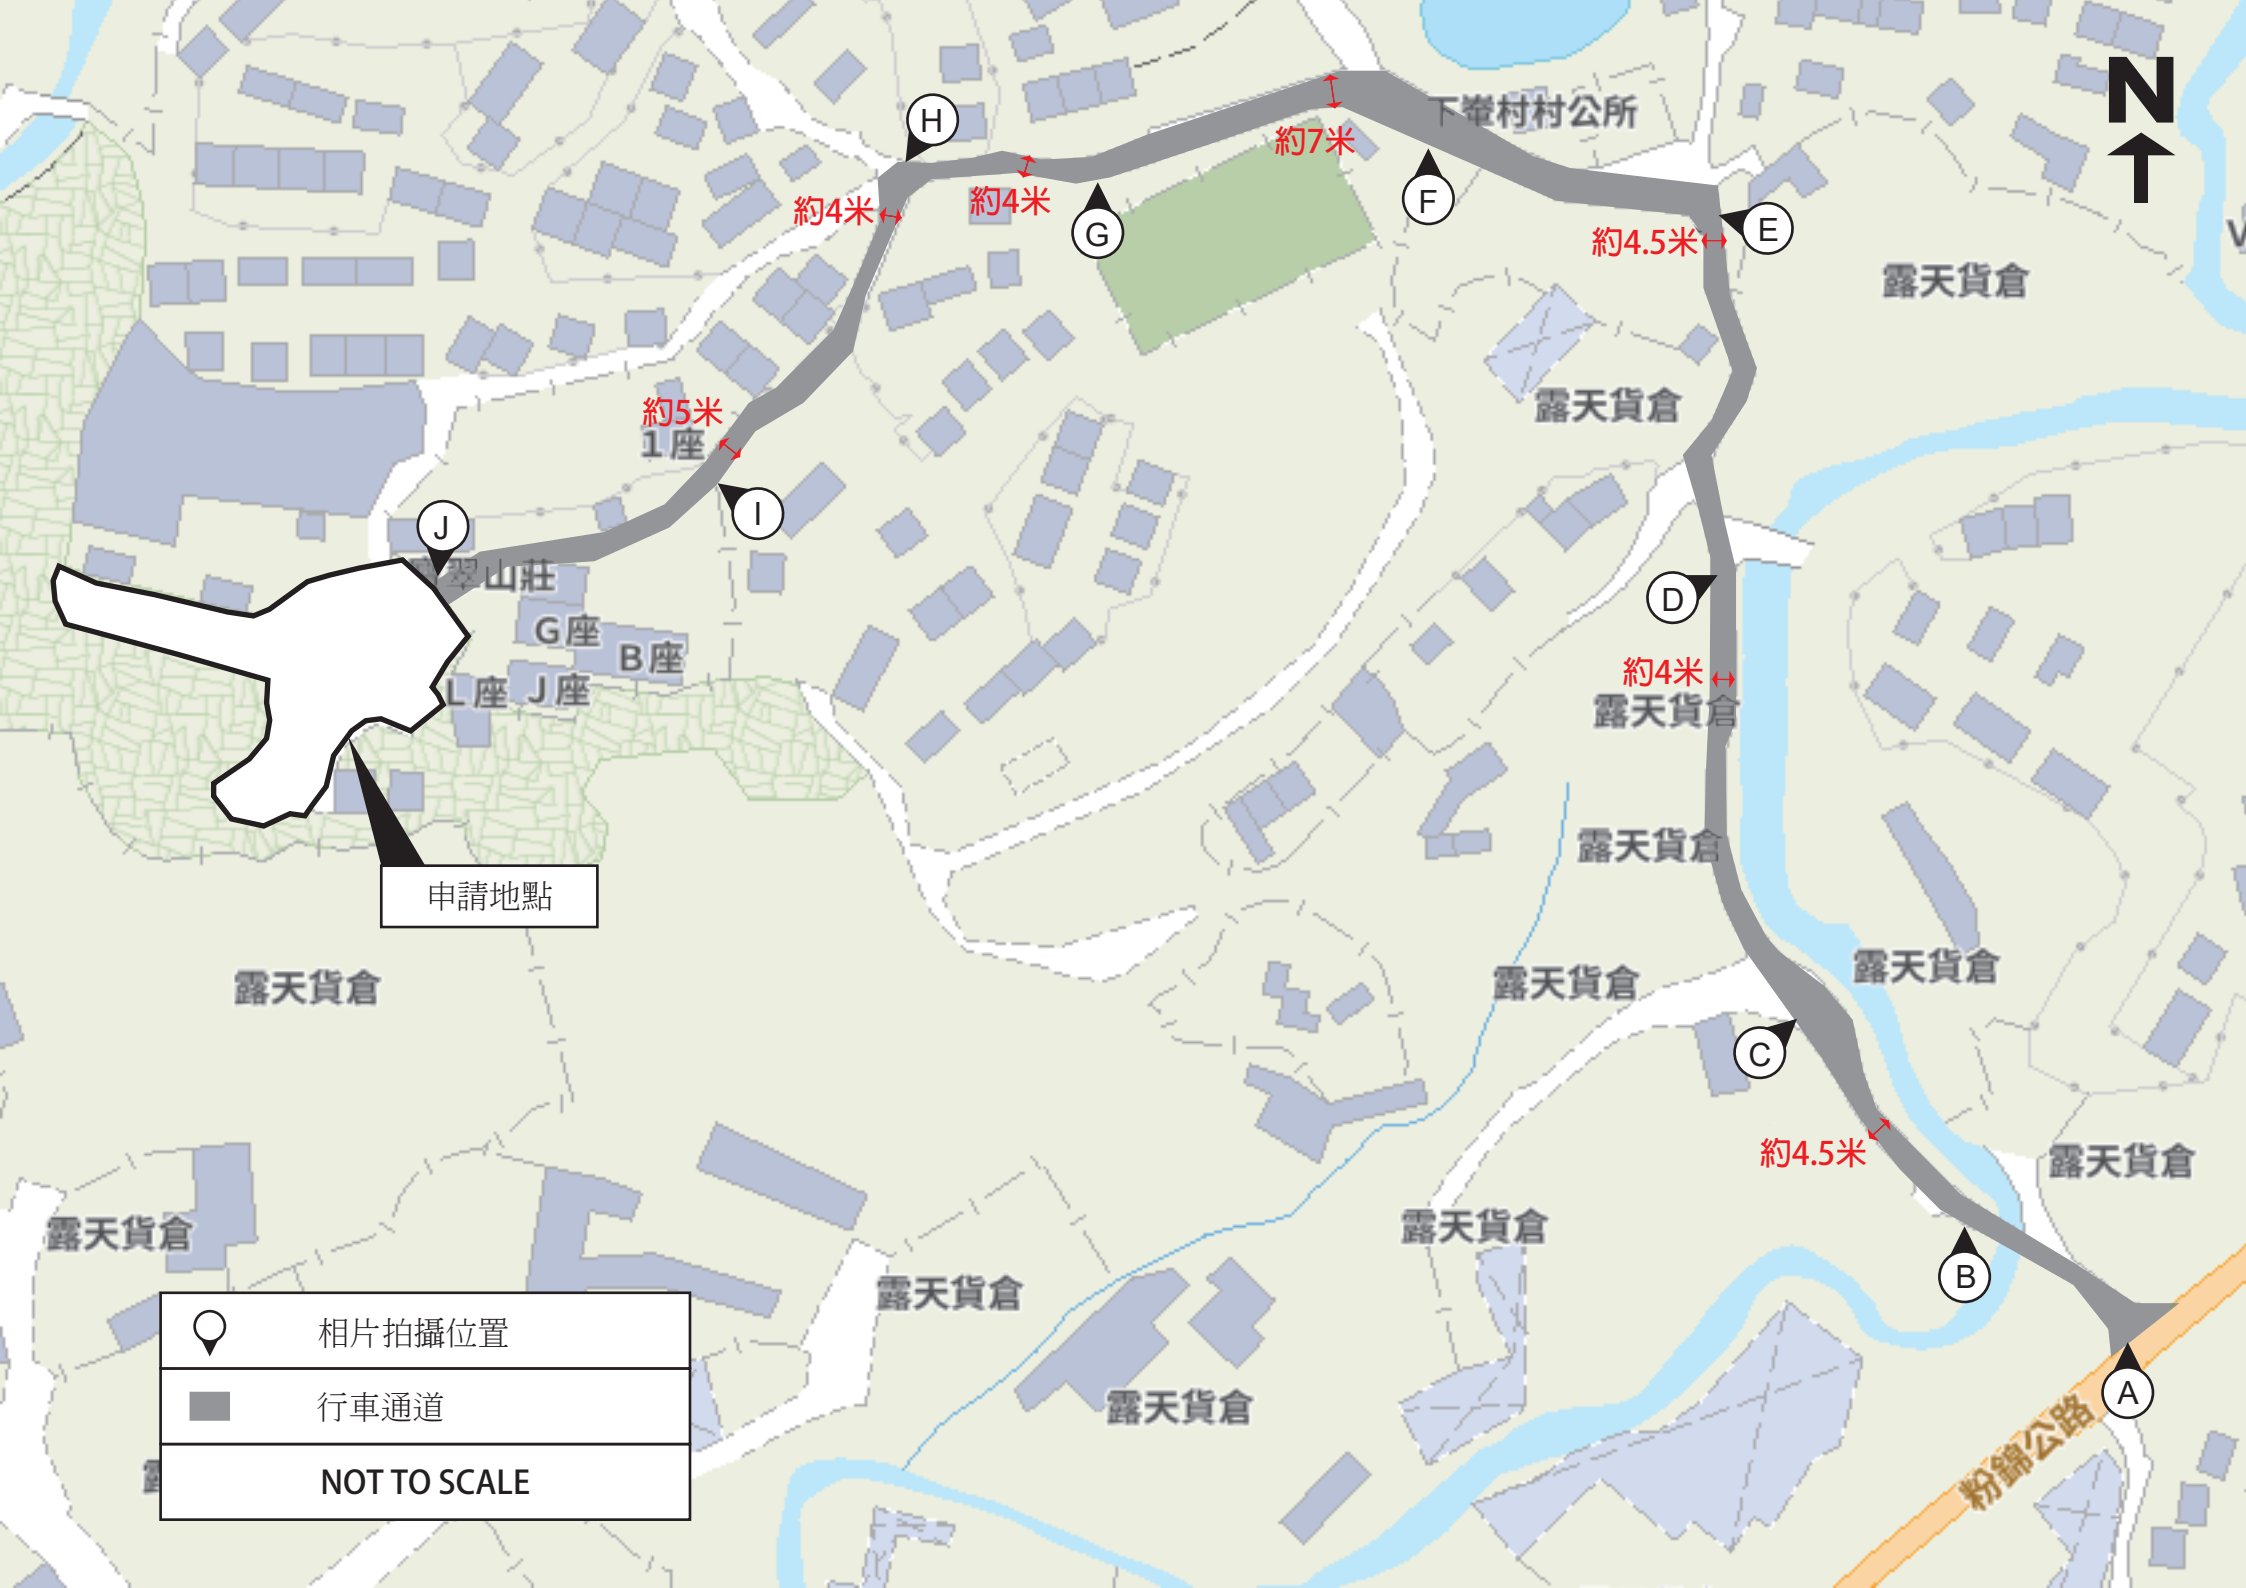 N
H
下輋村村公所
約7米
約4米
約4米
G
F
E
約4.5米
露天貨倉
露天貨倉
約5米
1座
I
J
翠山莊
G座
B座
L座
J座
D
約4米
露天貨倉
露天貨倉
申請地點
露天貨倉
露天貨倉
露天貨倉
C
約4.5米
露天貨倉
露天貨倉
露天貨倉
B
露天貨倉
露天貨倉
A
粉錦公路
相片拍攝位置
行車通道
NOT TO SCALE